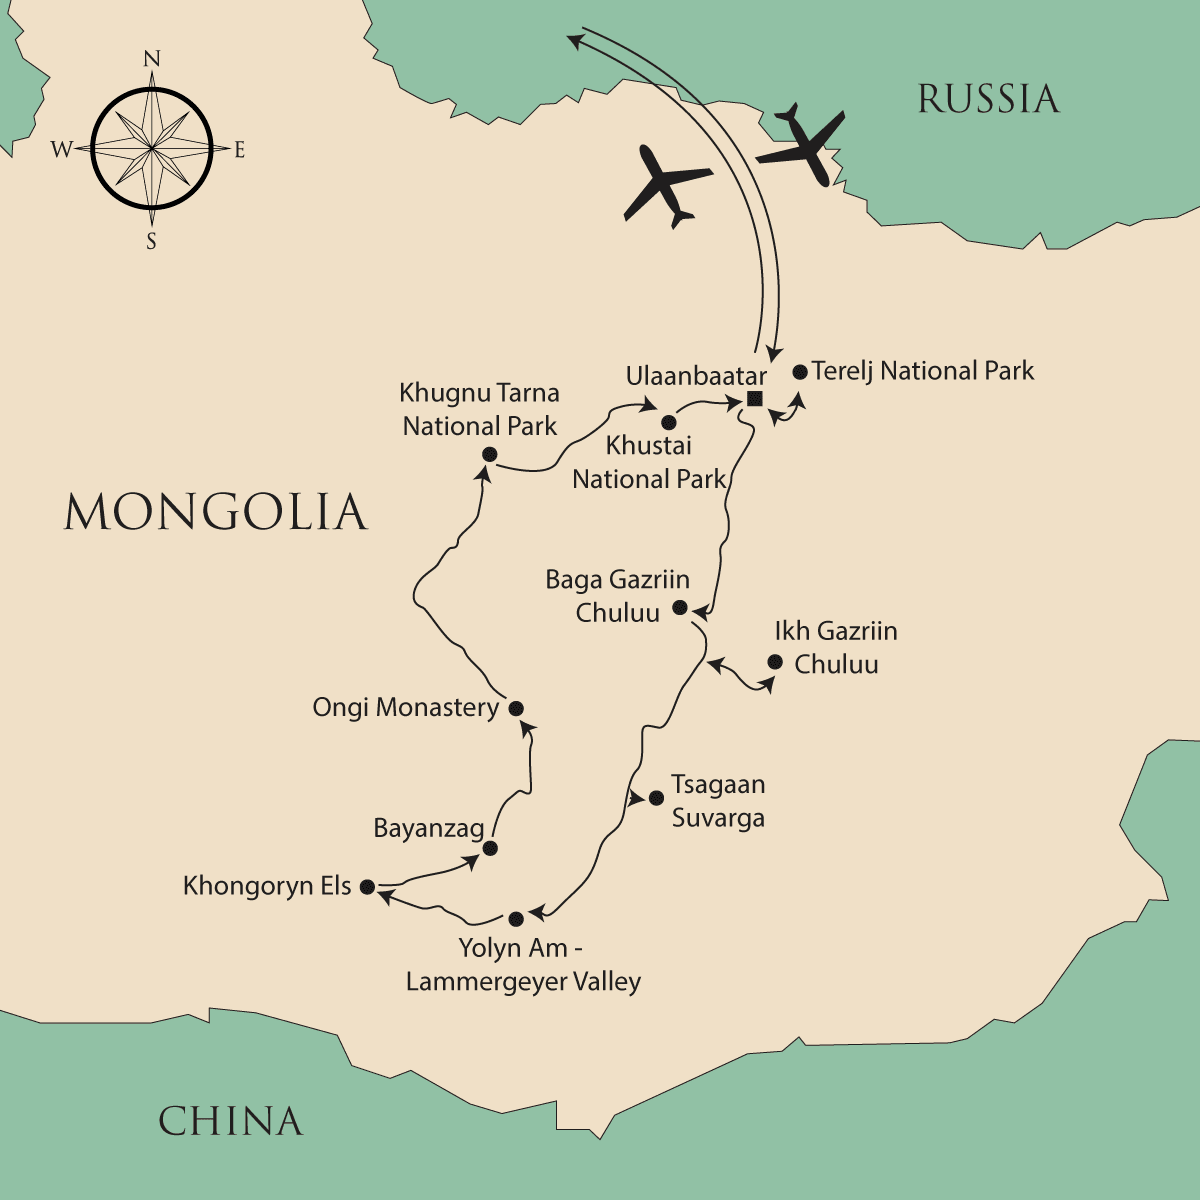 N
RUSSIA
W
E
S
Ulaanbaatar
Terelj National Park
Khugnu Tarna
National Park
Khustai
National Park
MONGOLIA
Baga Gazriin
Chuluu
Ikh Gazriin
Chuluu
Ongi Monastery
Tsagaan
Suvarga
Bayanzag
Khongoryn Els
Yolyn Am -
Lammergeyer Valley
CHINA